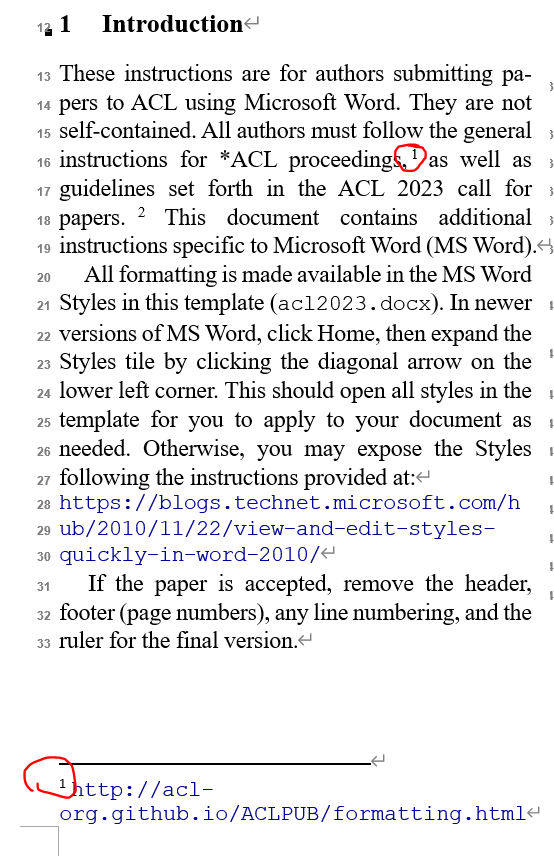 12 1 Introduction↵
13 These instructions are for authors submitting pa-
14 pers to ACL using Microsoft Word. They are not
15 self-contained. All authors must follow the general
16 instructions for *ACL proceedings,¹ as well as
17 guidelines set forth in the ACL 2023 call for
18 papers. ² This document contains additional
19 instructions specific to Microsoft Word (MS Word).↵
20 All formatting is made available in the MS Word
21 Styles in this template (acl2023.docx). In newer
22 versions of MS Word, click Home, then expand the
23 Styles tile by clicking the diagonal arrow on the
24 lower left corner. This should open all styles in the
25 template for you to apply to your document as
26 needed. Otherwise, you may expose the Styles
27 following the instructions provided at:↵
28 https://blogs.technet.microsoft.com/h
29 ub/2010/11/22/view-and-edit-styles-
30 quickly-in-word-2010/↵
31 If the paper is accepted, remove the header,
32 footer (page numbers), any line numbering, and the
33 ruler for the final version.↵
¹ http://acl-
org.github.io/ACLPUB/formatting.html↵